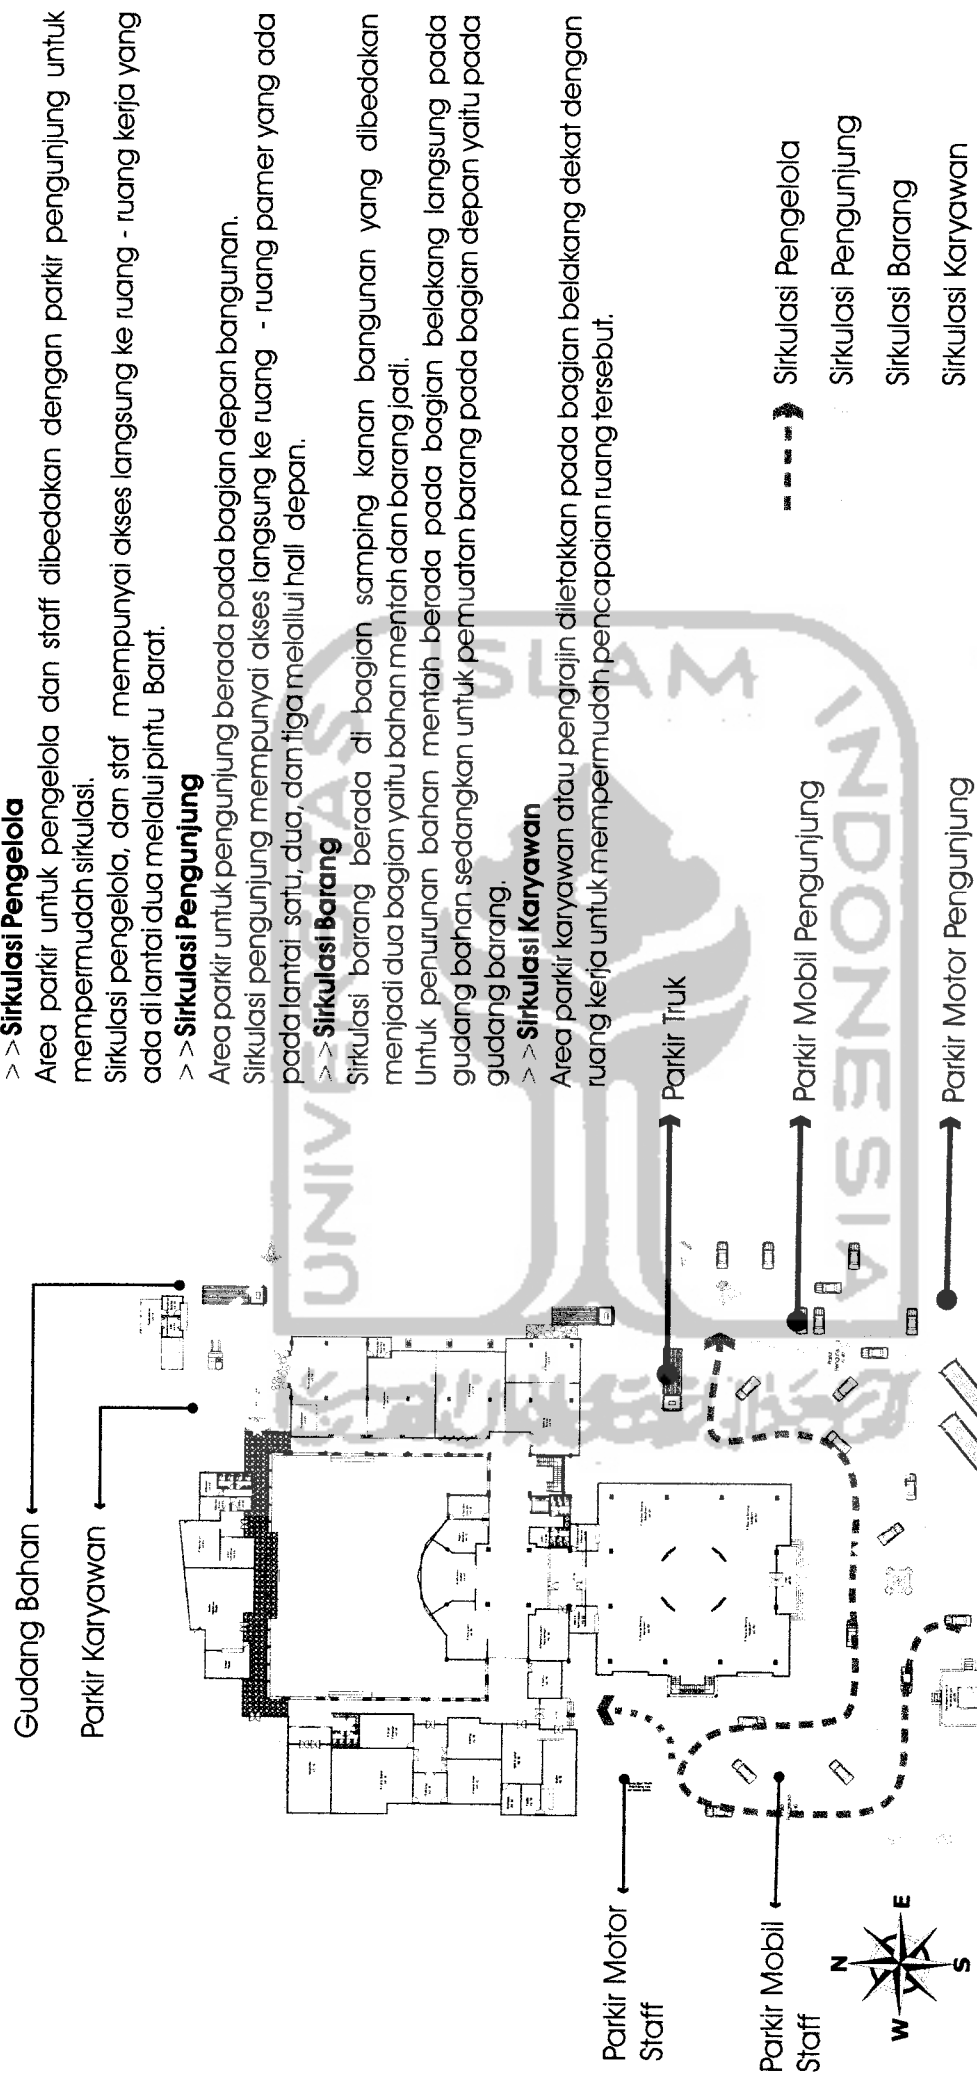 >> Sirkulasi Pengelola
Area parkir untuk pengelola dan staff dibedakan dengan parkir pengunjung untuk
mempermudah sirkulasi.
Sirkulasi pengelola, dan staf mempunyai akses langsung ke ruang - ruang kerja yang
ada di lantai dua melalui pintu Barat.
>> Sirkulasi Pengunjung
Area parkir untuk pengunjung berada pada bagian depan bangunan.
Sirkulasi pengunjung mempunyai akses langsung ke ruang - ruang pamer yang ada
pada lantai satu, dua, dan tiga melallui hall depan.
>> Sirkulasi Barang
Sirkulasi barang berada di bagian samping kanan bangunan yang dibedakan
menjadi dua bagian yaitu bahan mentah dan barang jadi.
Untuk penurunan bahan mentah berada pada bagian belakang langsung pada
gudang bahan sedangkan untuk pemuatan barang pada bagian depan yaitu pada
gudang barang.
>> Sirkulasi Karyawan
Area parkir karyawan atau pengrajin diletakkan pada bagian belakang dekat dengan
ruang kerja untuk mempermudah pencapaian ruang tersebut.
Gudang Bahan
Parkir Karyawan
Parkir Motor
Staff
Parkir Mobil
Staff
N
E
S
W
Parkir Truk
Parkir Mobil Pengunjung
Parkir Motor Pengunjung
Sirkulasi Pengelola
Sirkulasi Pengunjung
Sirkulasi Barang
Sirkulasi Karyawan
UNIVERSITAS
ISLAM
INDONESIA